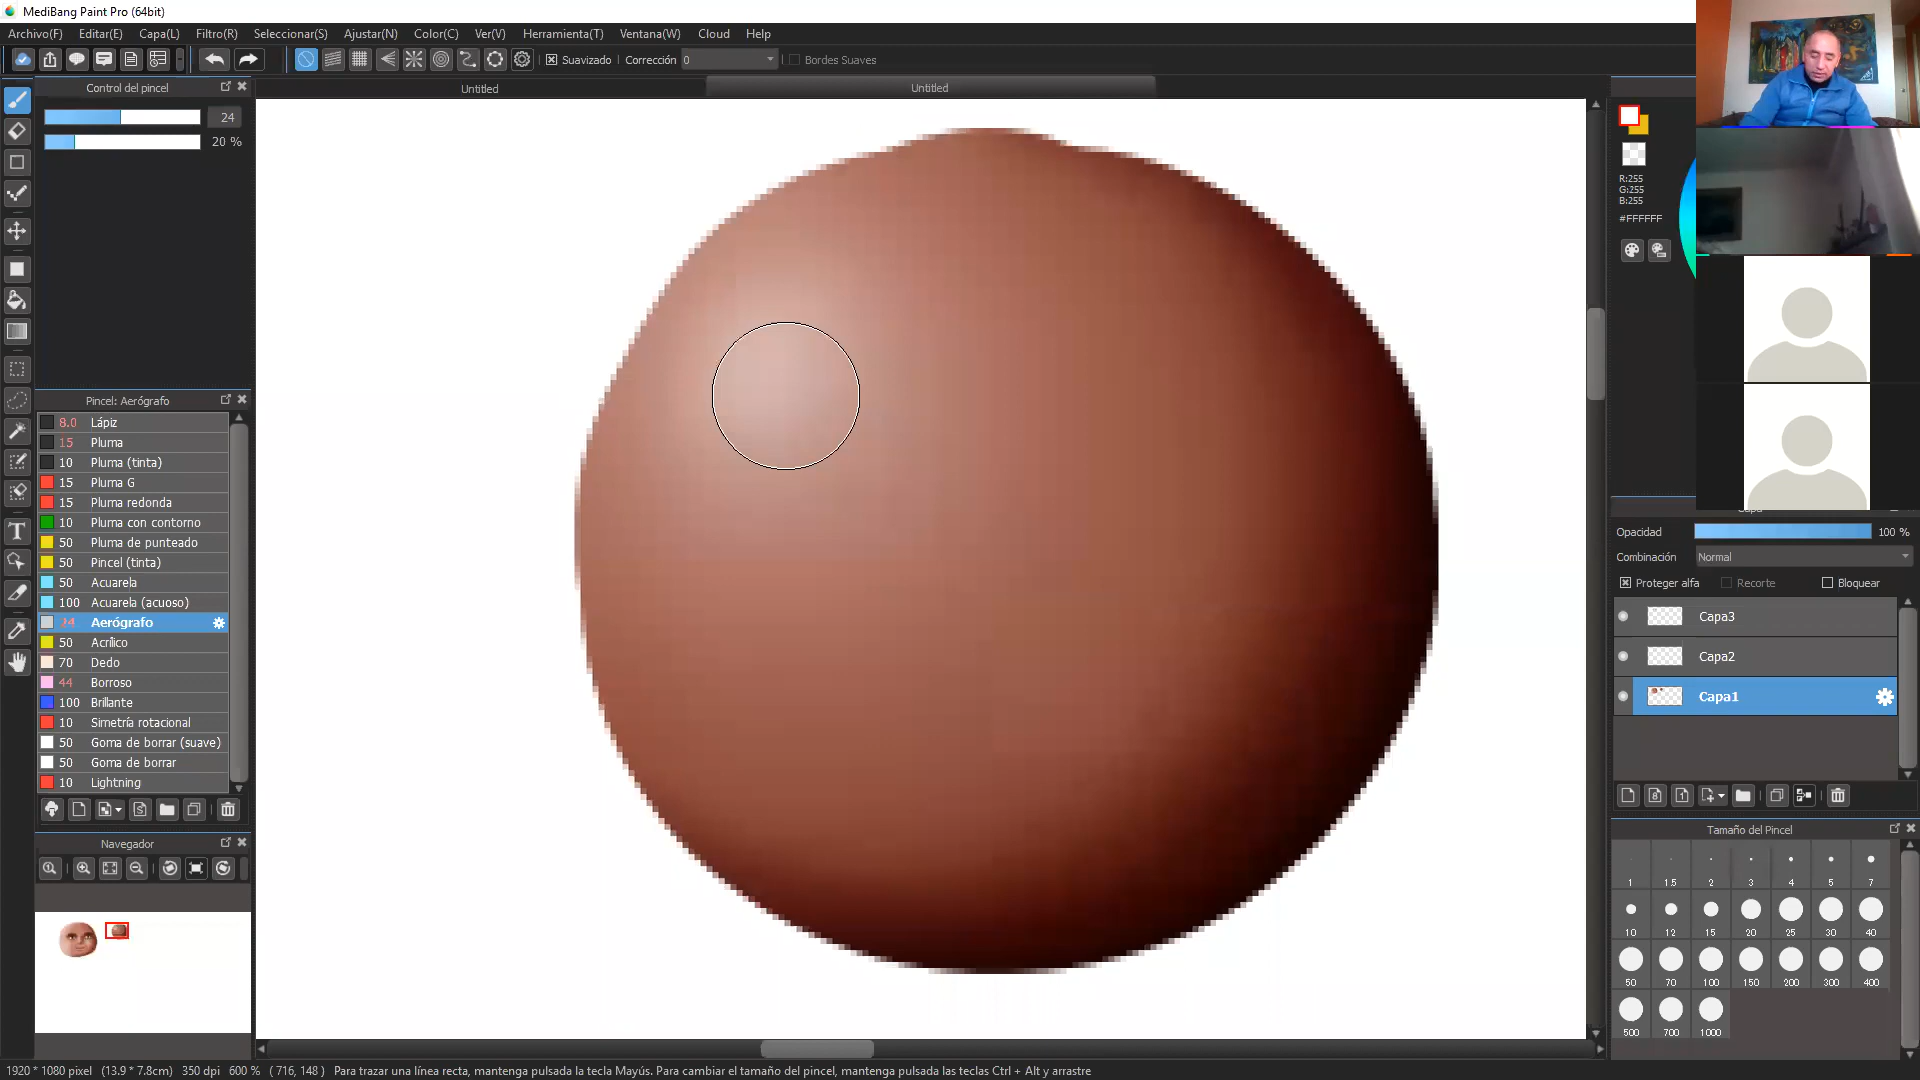 MediBang Paint Pro (64bit)
Archivo(F) Editar(E) Capa(L) Filtro(R) Seleccionar(S) Ajustar(N) Color(C) Ver(V) Herramienta(T) Ventana(W) Cloud Help
Suavizado Corrección 0 Bordes Suaves
Control del pincel
24
20 %
Untitled
Untitled
Pincel: Aerógrafo
8.0 Lápiz
15 Pluma
10 Pluma (tinta)
15 Pluma G
15 Pluma redonda
10 Pluma con contorno
50 Pluma de punteado
50 Pincel (tinta)
50 Acuarela
100 Acuarela (acuoso)
24 Aerógrafo
50 Acrílico
70 Dedo
44 Borroso
100 Brillante
10 Simetría rotacional
50 Goma de borrar (suave)
50 Goma de borrar
10 Lightning
Navegador
R:255
G:255
B:255
#FFFFFF
Opacidad 100 %
Combinación Normal
Proteger alfa Recorte Bloquear
Capa3
Capa2
Capa1
Tamaño del Pincel
1 1.5 2 3 4 5 7
10 12 15 20 25 30 40
50 70 100 150 200 300 400
500 700 1000
1920 * 1080 pixel (13.9 * 7.8cm) 350 dpi 600 % ( 716, 148 ) Para trazar una línea recta, mantenga pulsada la tecla Mayús. Para cambiar el tamaño del pincel, mantenga pulsada las teclas Ctrl + Alt y arrastre